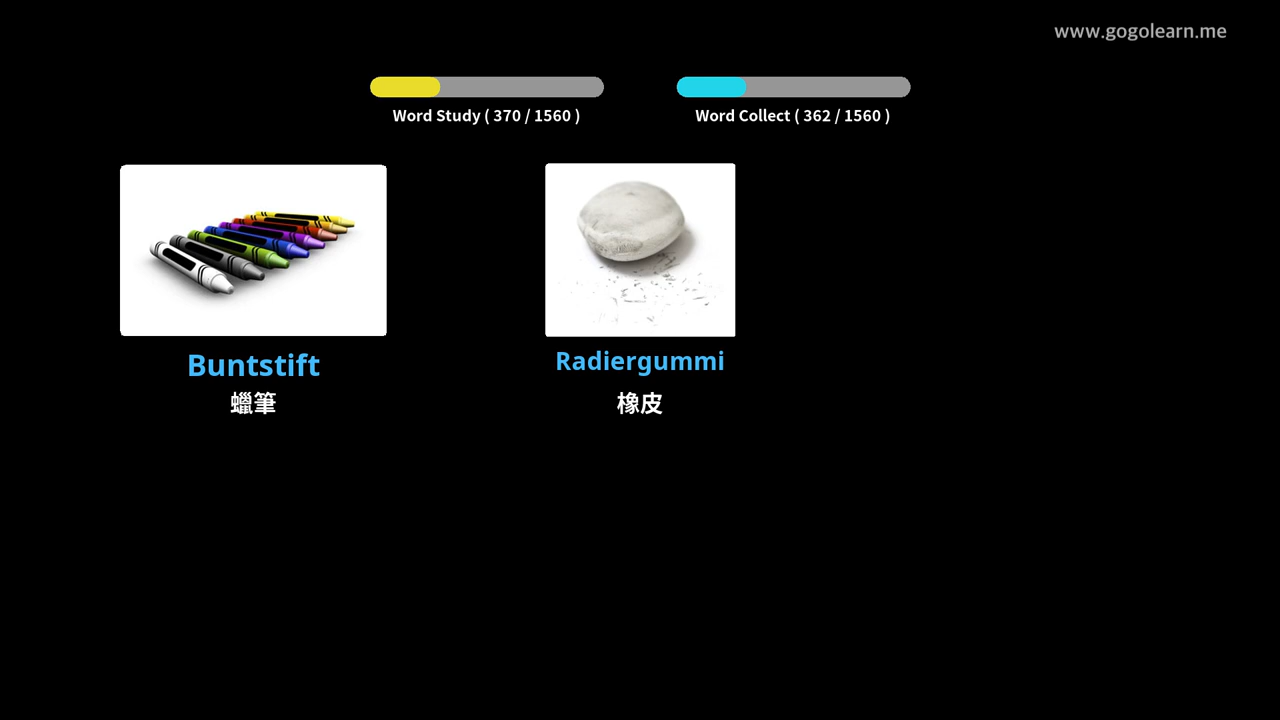 www.gogolearn.me
Word Study ( 370 / 1560 )
Word Collect ( 362 / 1560 )
Buntstift
蠟筆
Radiergummi
橡皮